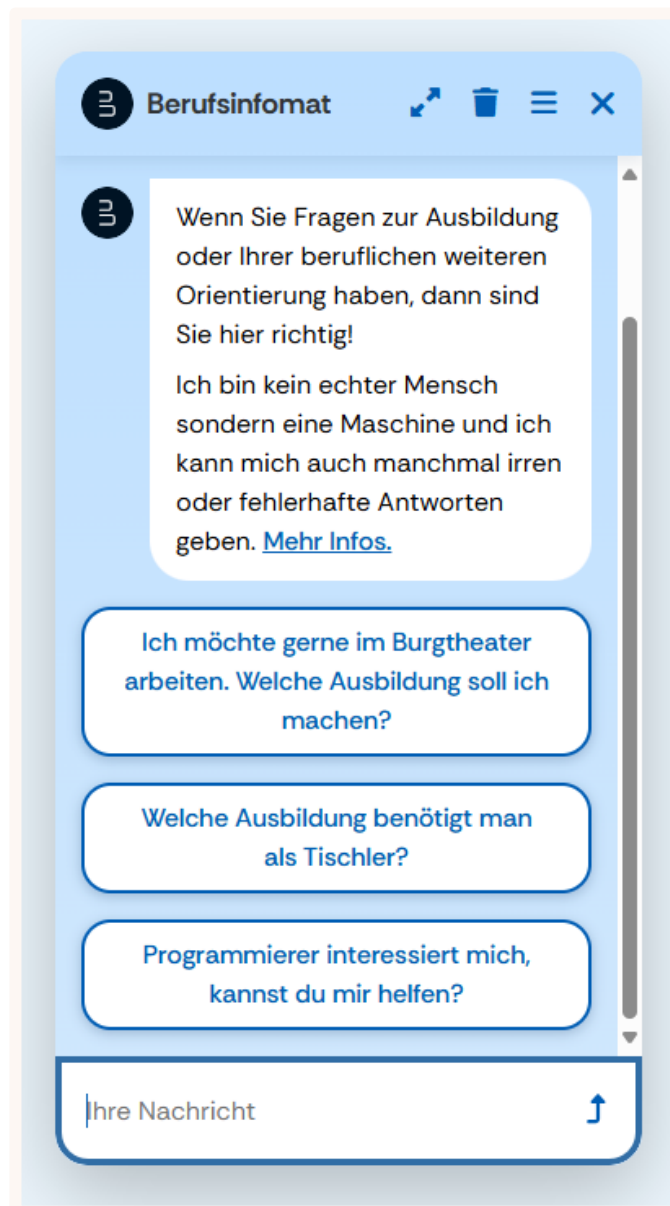 Berufsinfomat
Wenn Sie Fragen zur Ausbildung
oder Ihrer beruflichen weiteren
Orientierung haben, dann sind
Sie hier richtig!
Ich bin kein echter Mensch
sondern eine Maschine und ich
kann mich auch manchmal irren
oder fehlerhafte Antworten
geben. Mehr Infos.
Ich möchte gerne im Burgtheater
arbeiten. Welche Ausbildung soll ich
machen?
Welche Ausbildung benötigt man
als Tischler?
Programmierer interessiert mich,
kannst du mir helfen?
Ihre Nachricht